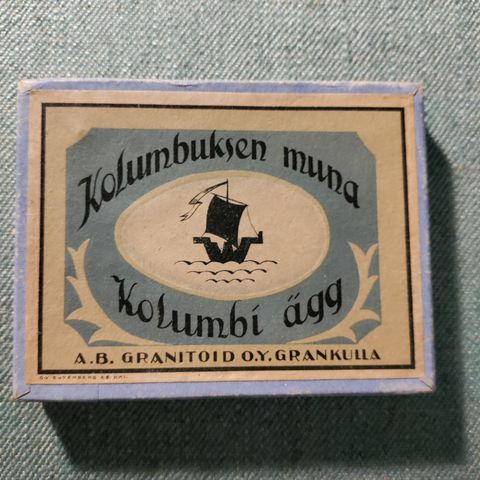 Kolumbuksen muna
Kolumbi ägg
A.B. GRANITOID O.Y. GRANKULLA